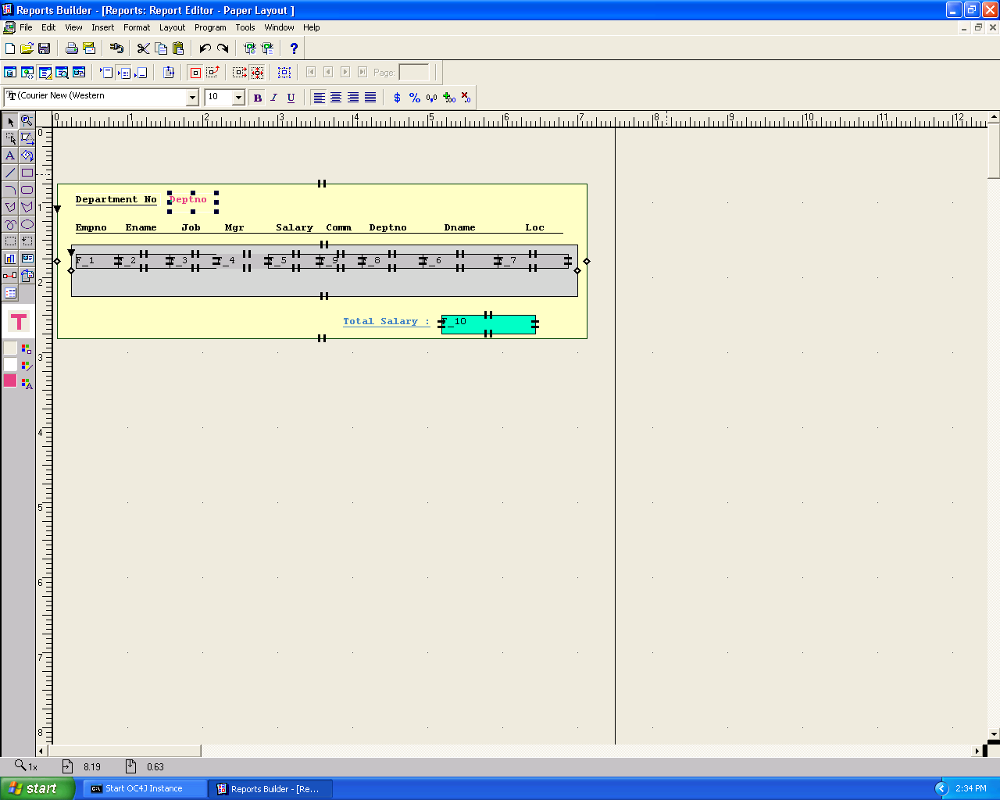 Reports Builder - [Reports: Report Editor - Paper Layout ]
File Edit View Insert Format Layout Program Tools Window Help
Page:
(Courier New (Western 10 B I U $ % 0,0 .00 .0
0 1 2 3 4 5 6 7 8 9 10 11 12
0
1
2
3
4
5
6
7
8
Department No Deptno
Empno Ename Job Mgr Salary Comm Deptno Dname Loc
F_1 F_2 F_3 F_4 F_5 F_9 F_8 F_6 F_7
Total Salary : F_10
T
1x 8.19 0.63
start Start OC4J Instance Reports Builder - [Re... 2:34 PM